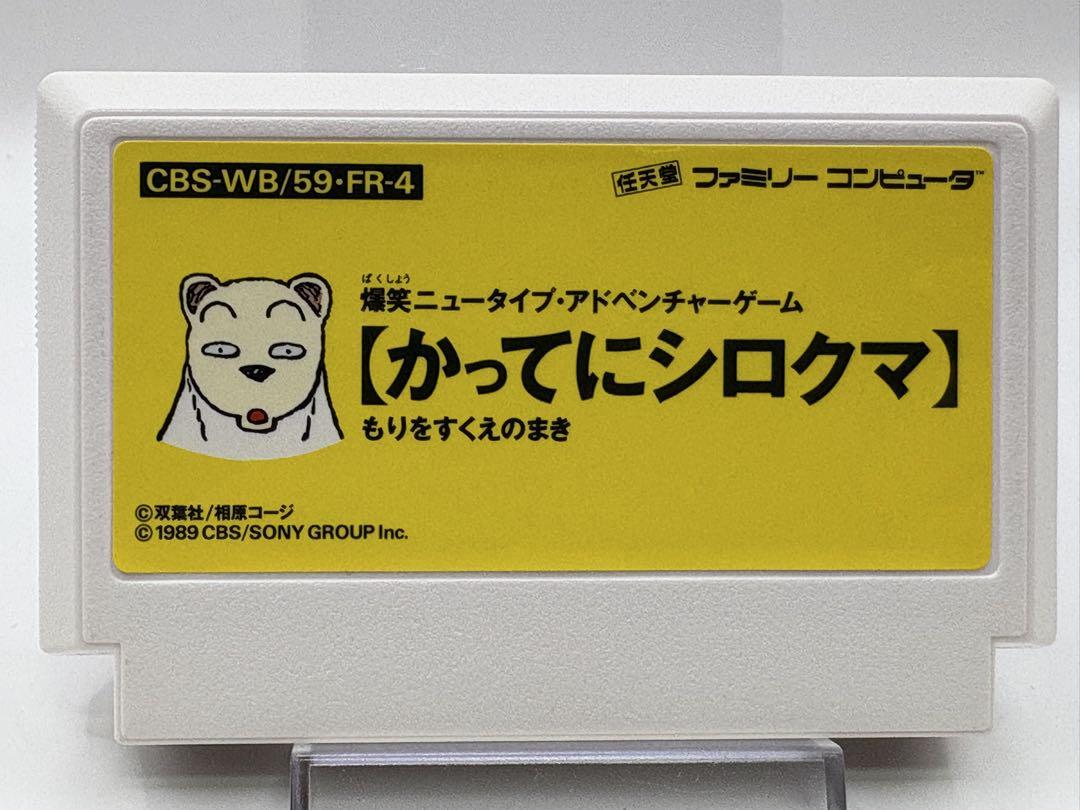 CBS-WB/59・FR-4
任天堂 ファミリー コンピュータ™
ばくしょう
爆笑ニュータイプ・アドベンチャーゲーム
【かってにシロクマ】
もりをすくえのまき
©双葉社/相原コージ
©1989 CBS/SONY GROUP Inc.